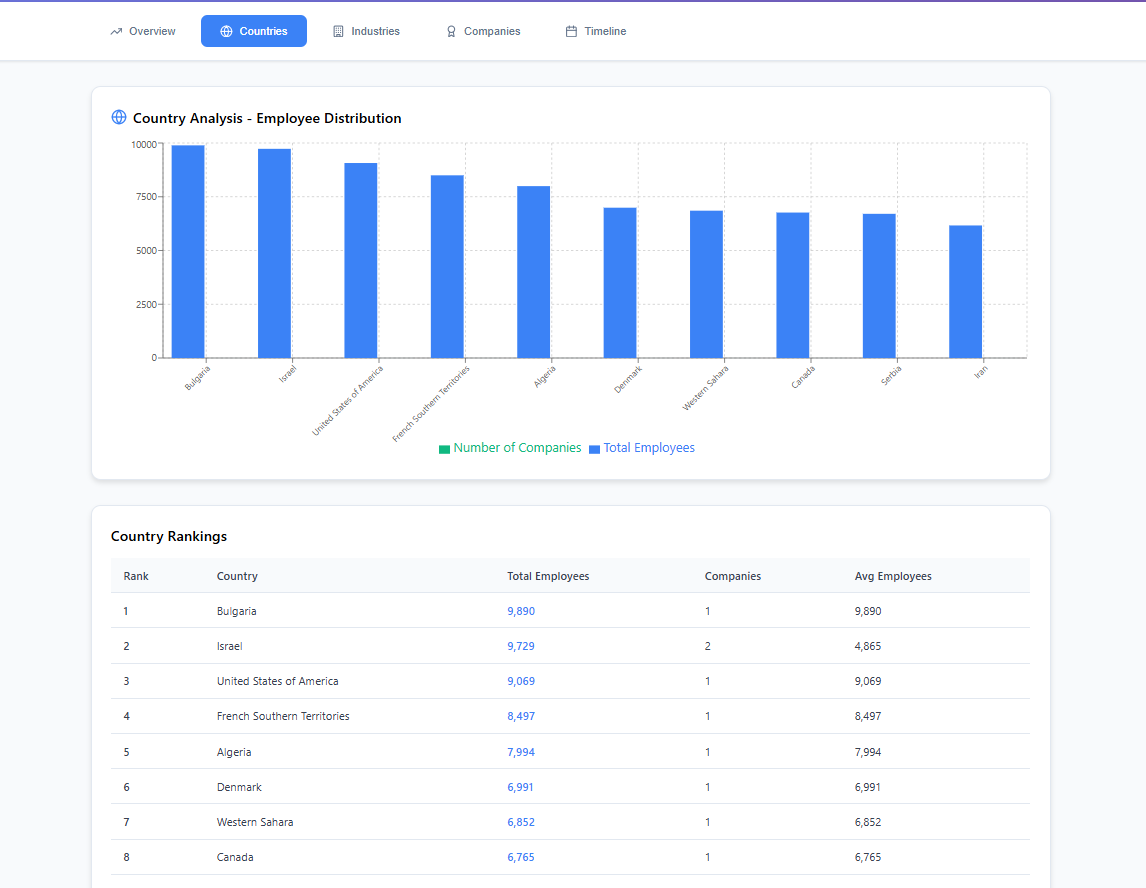 Overview Countries Industries Companies Timeline
Country Analysis - Employee Distribution
10000
7500
5000
2500
0
Bulgaria Israel United States of America French Southern Territories Algeria Denmark Western Sahara Canada Serbia Iran
Number of Companies Total Employees
Country Rankings
Rank Country Total Employees Companies Avg Employees
1 Bulgaria 9,890 1 9,890
2 Israel 9,729 2 4,865
3 United States of America 9,069 1 9,069
4 French Southern Territories 8,497 1 8,497
5 Algeria 7,994 1 7,994
6 Denmark 6,991 1 6,991
7 Western Sahara 6,852 1 6,852
8 Canada 6,765 1 6,765